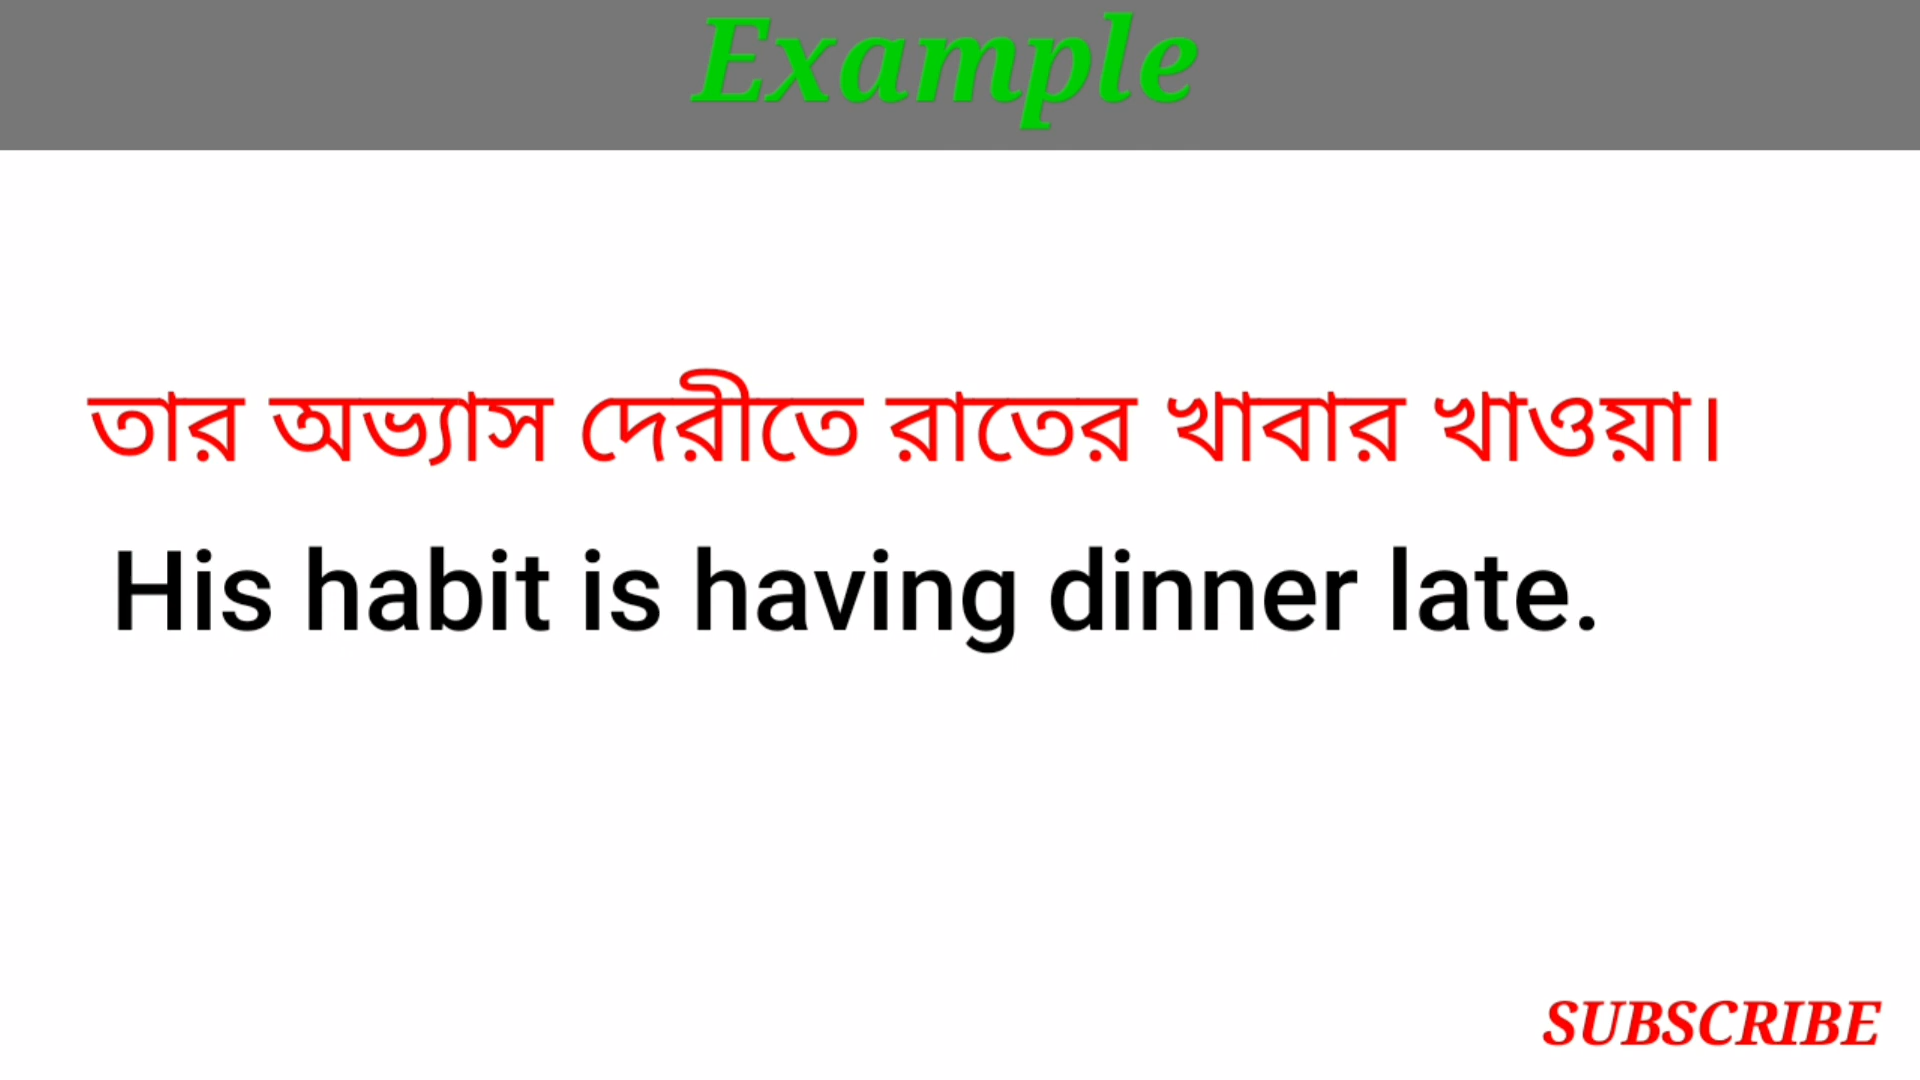 Example
তার অভ্যাস দেরীতে রাতের খাবার খাওয়া।
His habit is having dinner late.
SUBSCRIBE